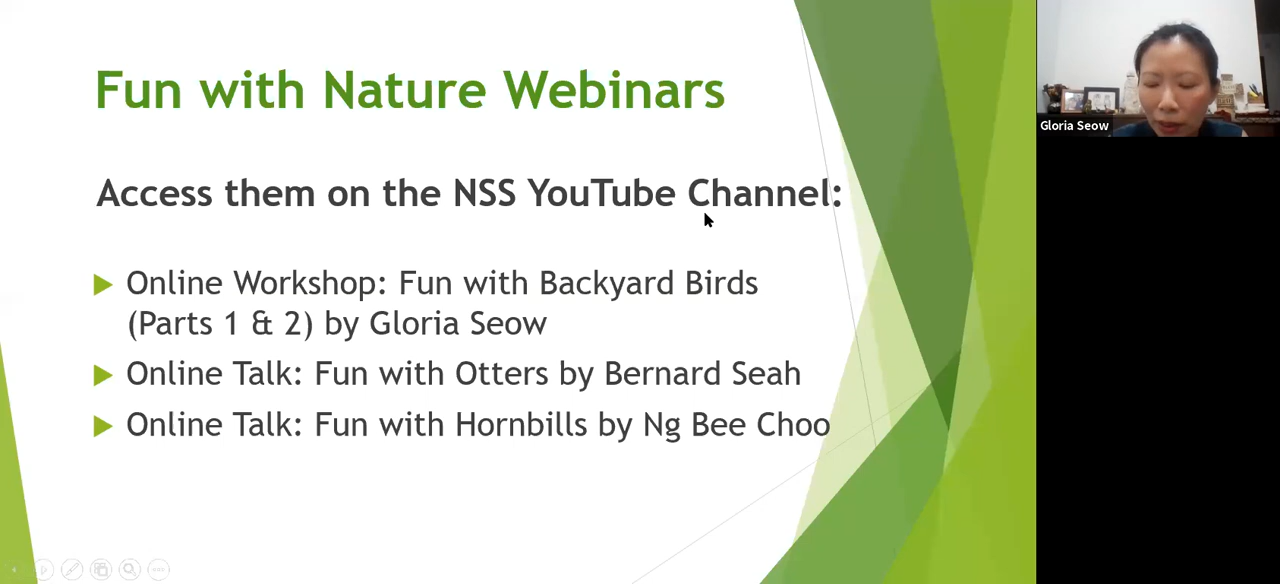 Fun with Nature Webinars
Access them on the NSS YouTube Channel:
Online Workshop: Fun with Backyard Birds
(Parts 1 & 2) by Gloria Seow
Online Talk: Fun with Otters by Bernard Seah
Online Talk: Fun with Hornbills by Ng Bee Choo
Gloria Seow